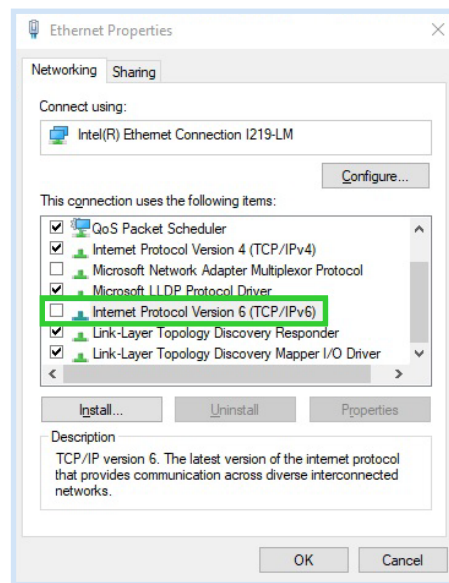 Ethernet Properties
Networking
Sharing
Connect using:
Intel(R) Ethernet Connection I219-LM
Configure...
This connection uses the following items:
QoS Packet Scheduler
Internet Protocol Version 4 (TCP/IPv4)
Microsoft Network Adapter Multiplexor Protocol
Microsoft LLDP Protocol Driver
Internet Protocol Version 6 (TCP/IPv6)
Link-Layer Topology Discovery Responder
Link-Layer Topology Discovery Mapper I/O Driver
Install...
Uninstall
Properties
Description
TCP/IP version 6. The latest version of the internet protocol
that provides communication across diverse interconnected
networks.
OK
Cancel